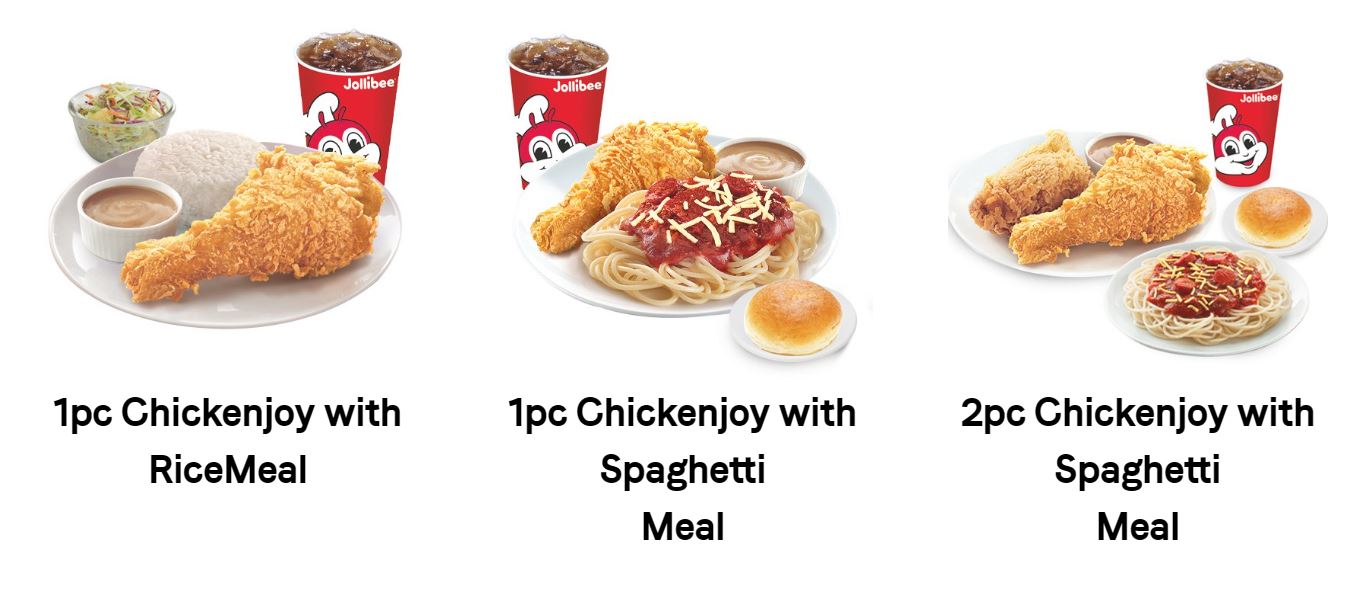 Jollibee
Jollibee
Jollibee
1pc Chickenjoy with
RiceMeal
1pc Chickenjoy with
Spaghetti
Meal
2pc Chickenjoy with
Spaghetti
Meal